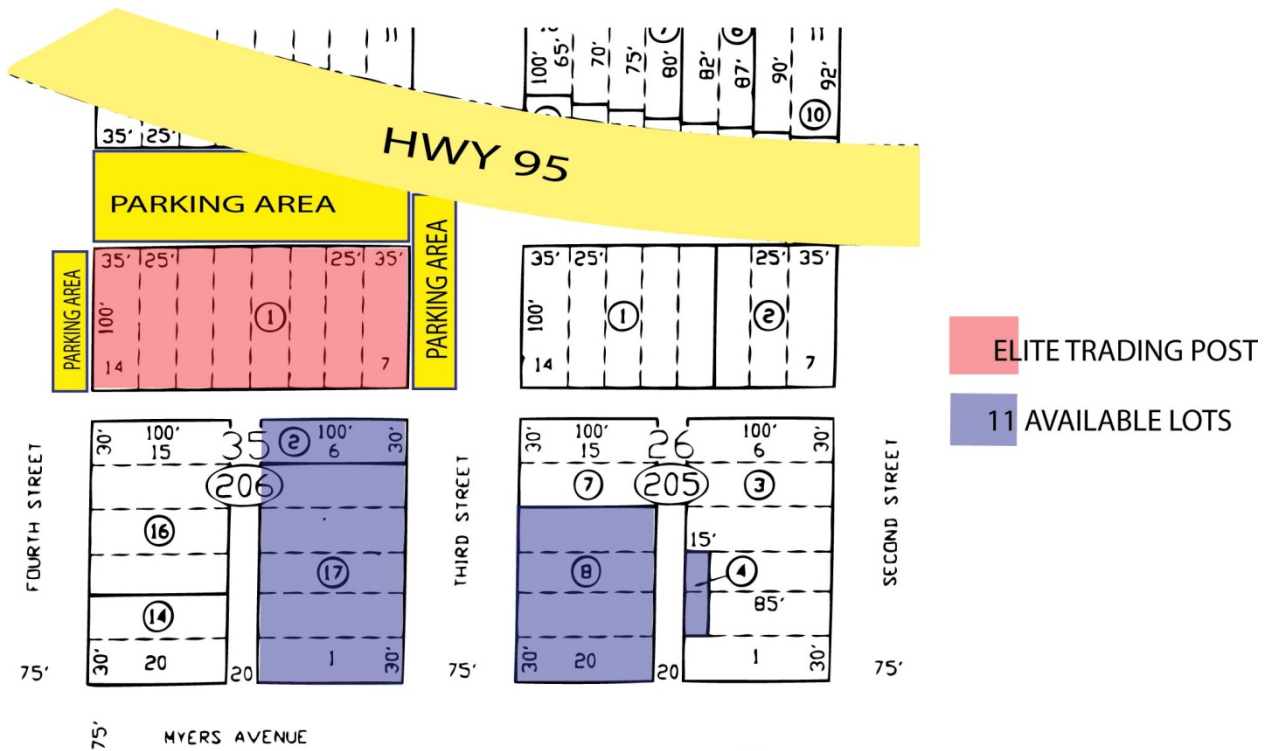 11
100'
65'
70'
75'
80'
82'
87'
90'
11
92'
10
35' 25'
HWY 95
PARKING AREA
PARKING AREA
PARKING AREA
35' 25' 25' 35'
100'
1
14 7
35' 25' 25' 35'
100'
1 2
14 7
ELITE TRADING POST
11 AVAILABLE LOTS
30' 100' 35 2 100' 30'
15 6
206
16
17
14
30' 20 20 1 30'
30' 100' 26 100' 30'
15 6
7 205 3
15'
8 4
85'
30' 20 20 1 30'
FOURTH STREET
THIRD STREET
SECOND STREET
75' 75' 75'
75' MYERS AVENUE